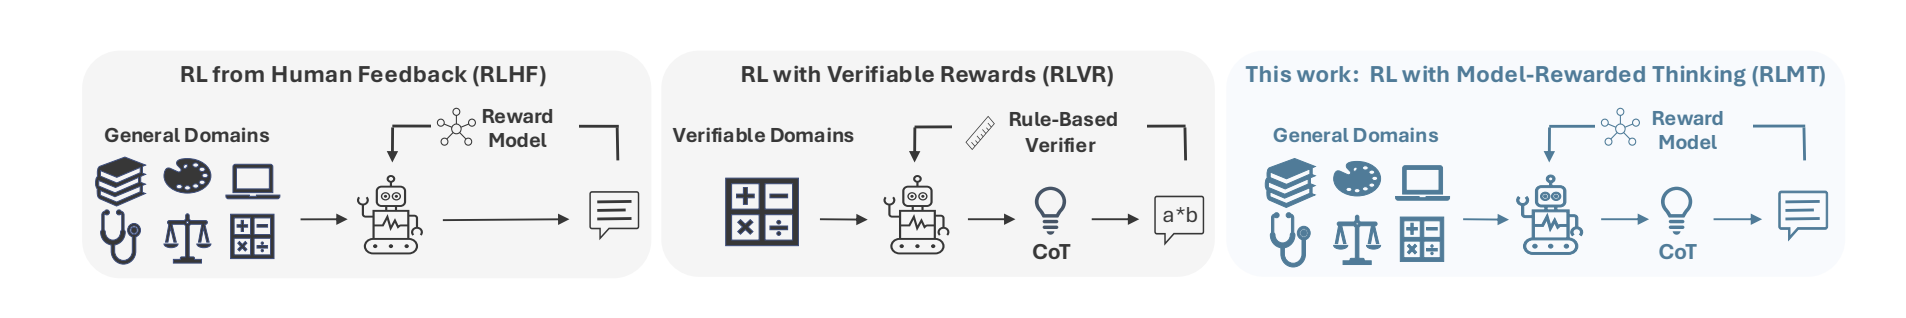 RL from Human Feedback (RLHF)
General Domains
Reward
Model
RL with Verifiable Rewards (RLVR)
Verifiable Domains
Rule-Based
Verifier
CoT
a*b
This work: RL with Model-Rewarded Thinking (RLMT)
General Domains
Reward
Model
CoT